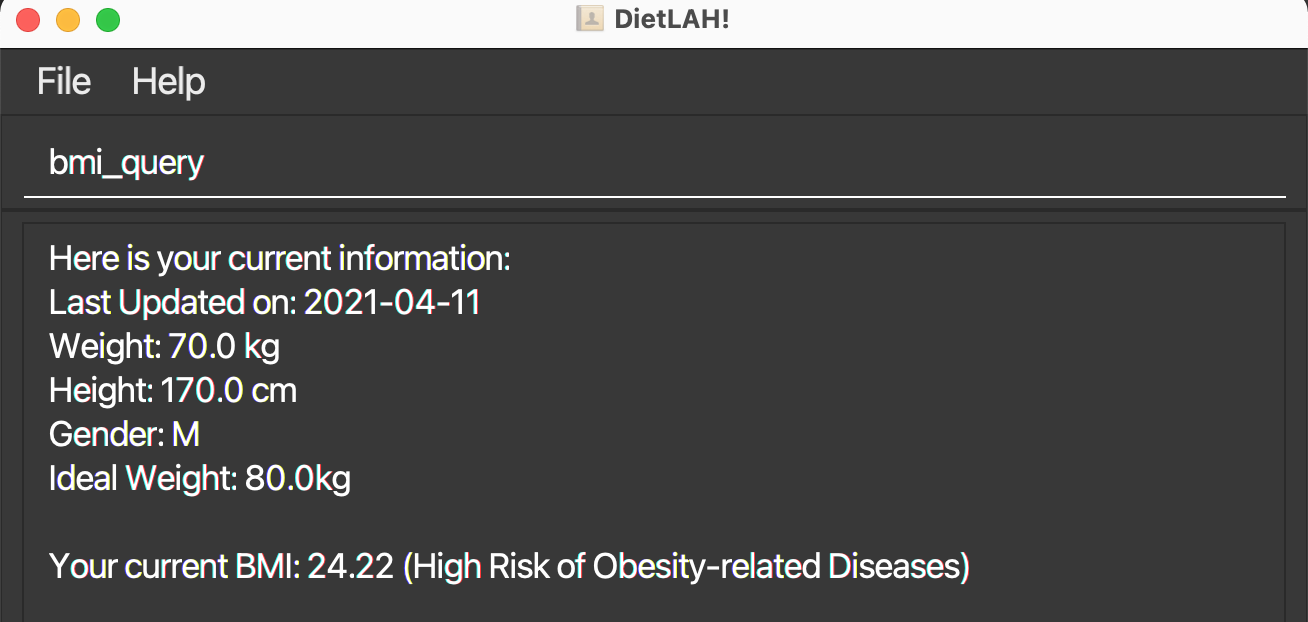 DietLAH!
File Help
bmi_query
Here is your current information:
Last Updated on: 2021-04-11
Weight: 70.0 kg
Height: 170.0 cm
Gender: M
Ideal Weight: 80.0kg
Your current BMI: 24.22 (High Risk of Obesity-related Diseases)